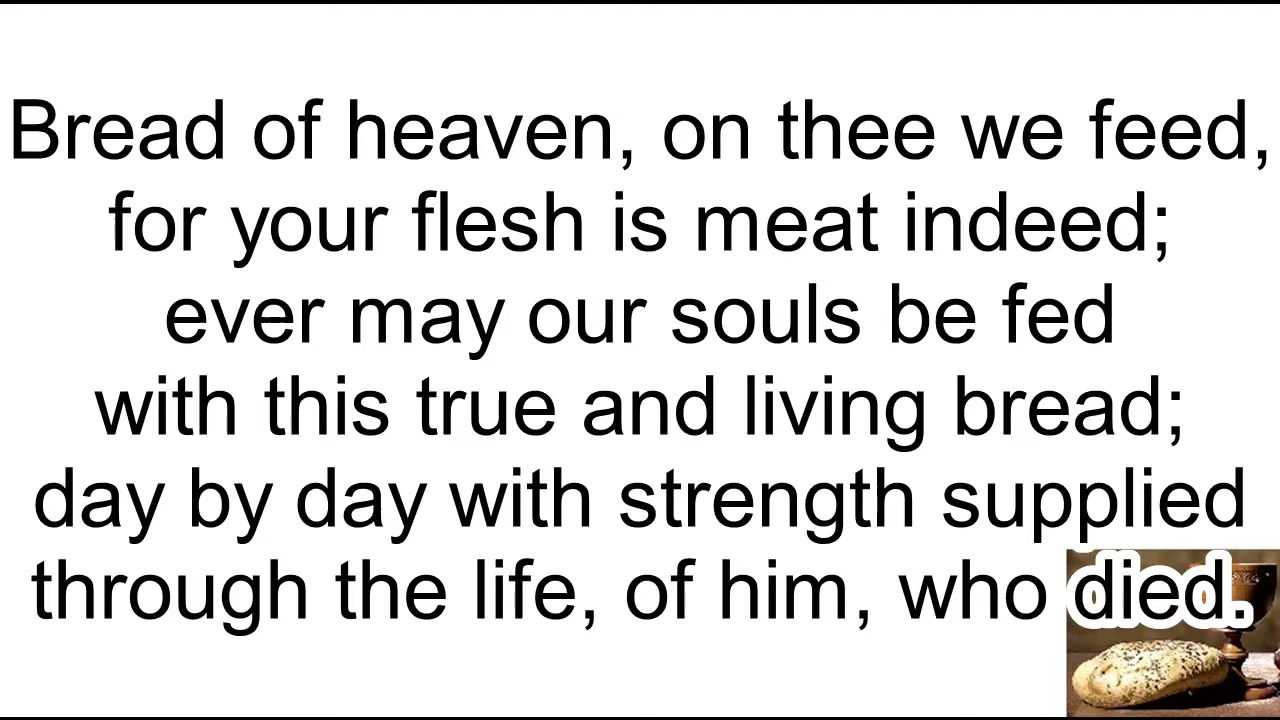 Bread of heaven, on thee we feed,
for your flesh is meat indeed;
ever may our souls be fed
with this true and living bread;
day by day with strength supplied
through the life, of him, who died.